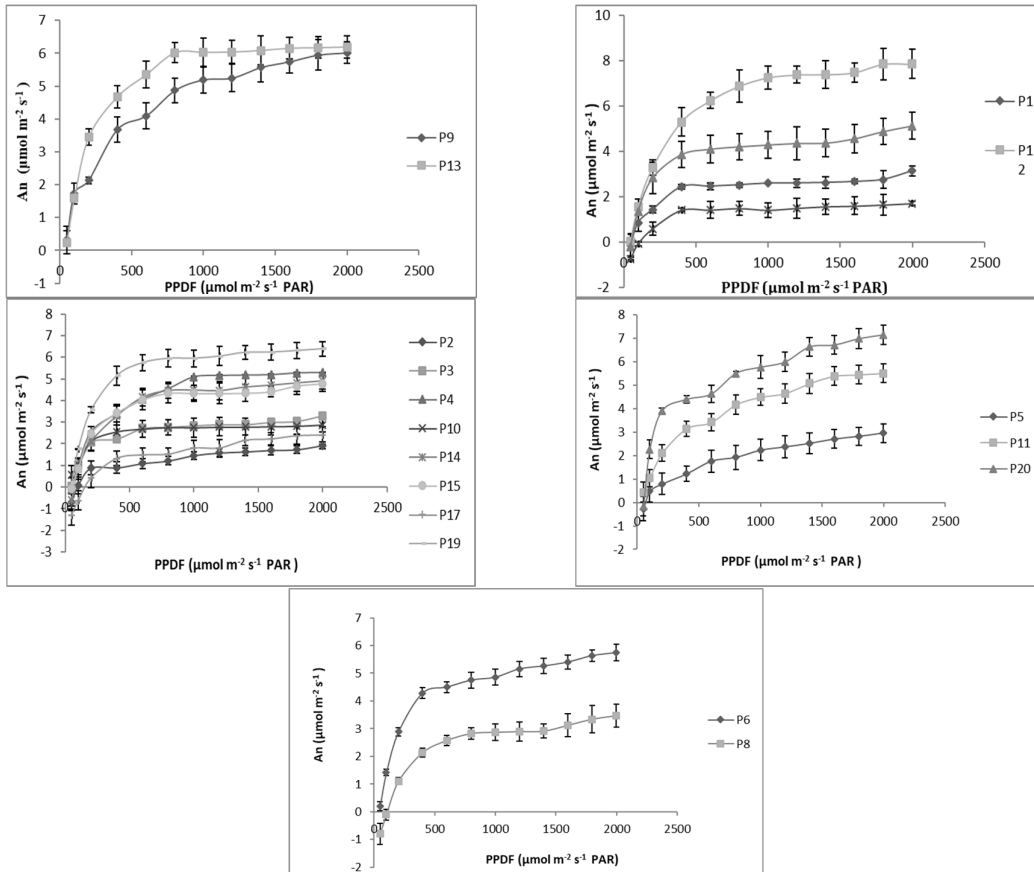 7
6
5
4
3
2
1
0
-1
An (µmol m-2 s-1)
500 1000 1500 2000 2500
PPDF (µmol m-2 s-1 PAR)
P9
P13
10
8
6
4
2
0
-2
An (µmol m-2 s-1)
0 500 1000 1500 2000 2500
PPDF (µmol m-2 s-1 PAR)
P1
P1
2
8
7
6
5
4
3
2
1
0
-1
-2
-3
An (µmol m-2 s-1)
0 500 1000 1500 2000 2500
PPDF (µmol m-2 s-1 PAR )
P2
P3
P4
P10
P14
P15
P17
P19
8
7
6
5
4
3
2
1
0
-1
-2
An (µmol m-2 s-1)
0 500 1000 1500 2000 2500
PPDF (µmol m-2 s-1 PAR )
P5
P11
P20
7
6
5
4
3
2
1
0
-1
-2
An (µmol m-2 s-1)
0 500 1000 1500 2000 2500
PPDF (µmol m-2 s-1 PAR)
P6
P8